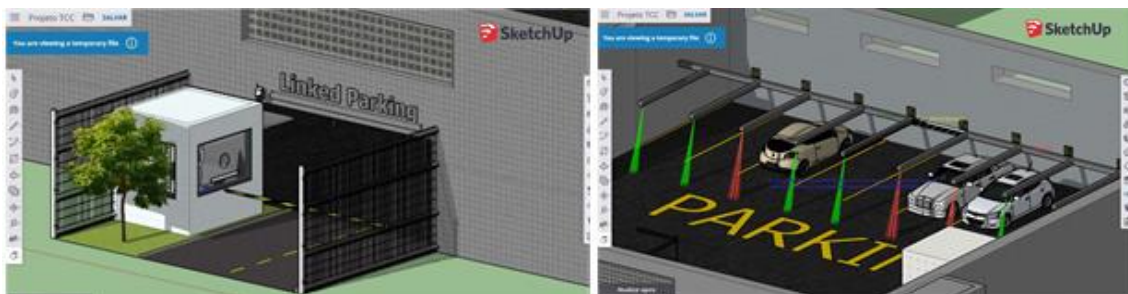 Projeto TCC SALVAR
You are viewing a temporary file
SketchUp
Linked Parking
Projeto TCC SALVAR
You are viewing a temporary file
SketchUp
PARKI